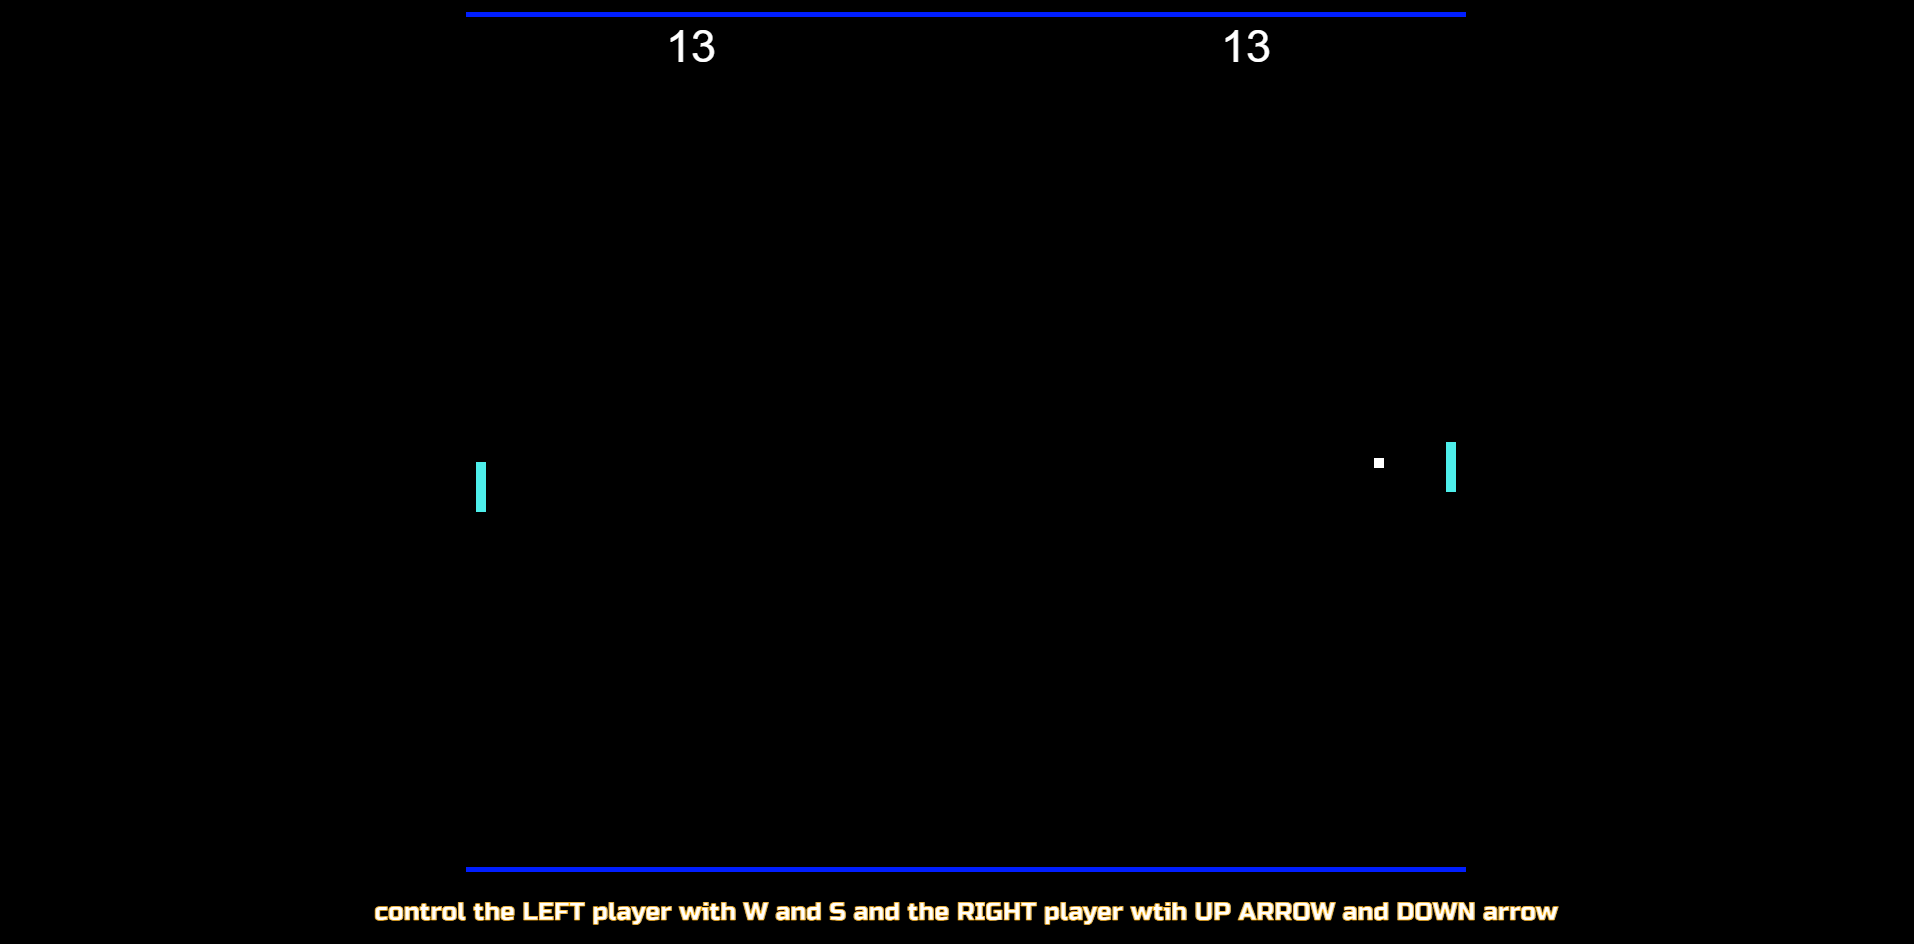 13 13
control the LEFT player with W and S and the RIGHT player wtih UP ARROW and DOWN arrow